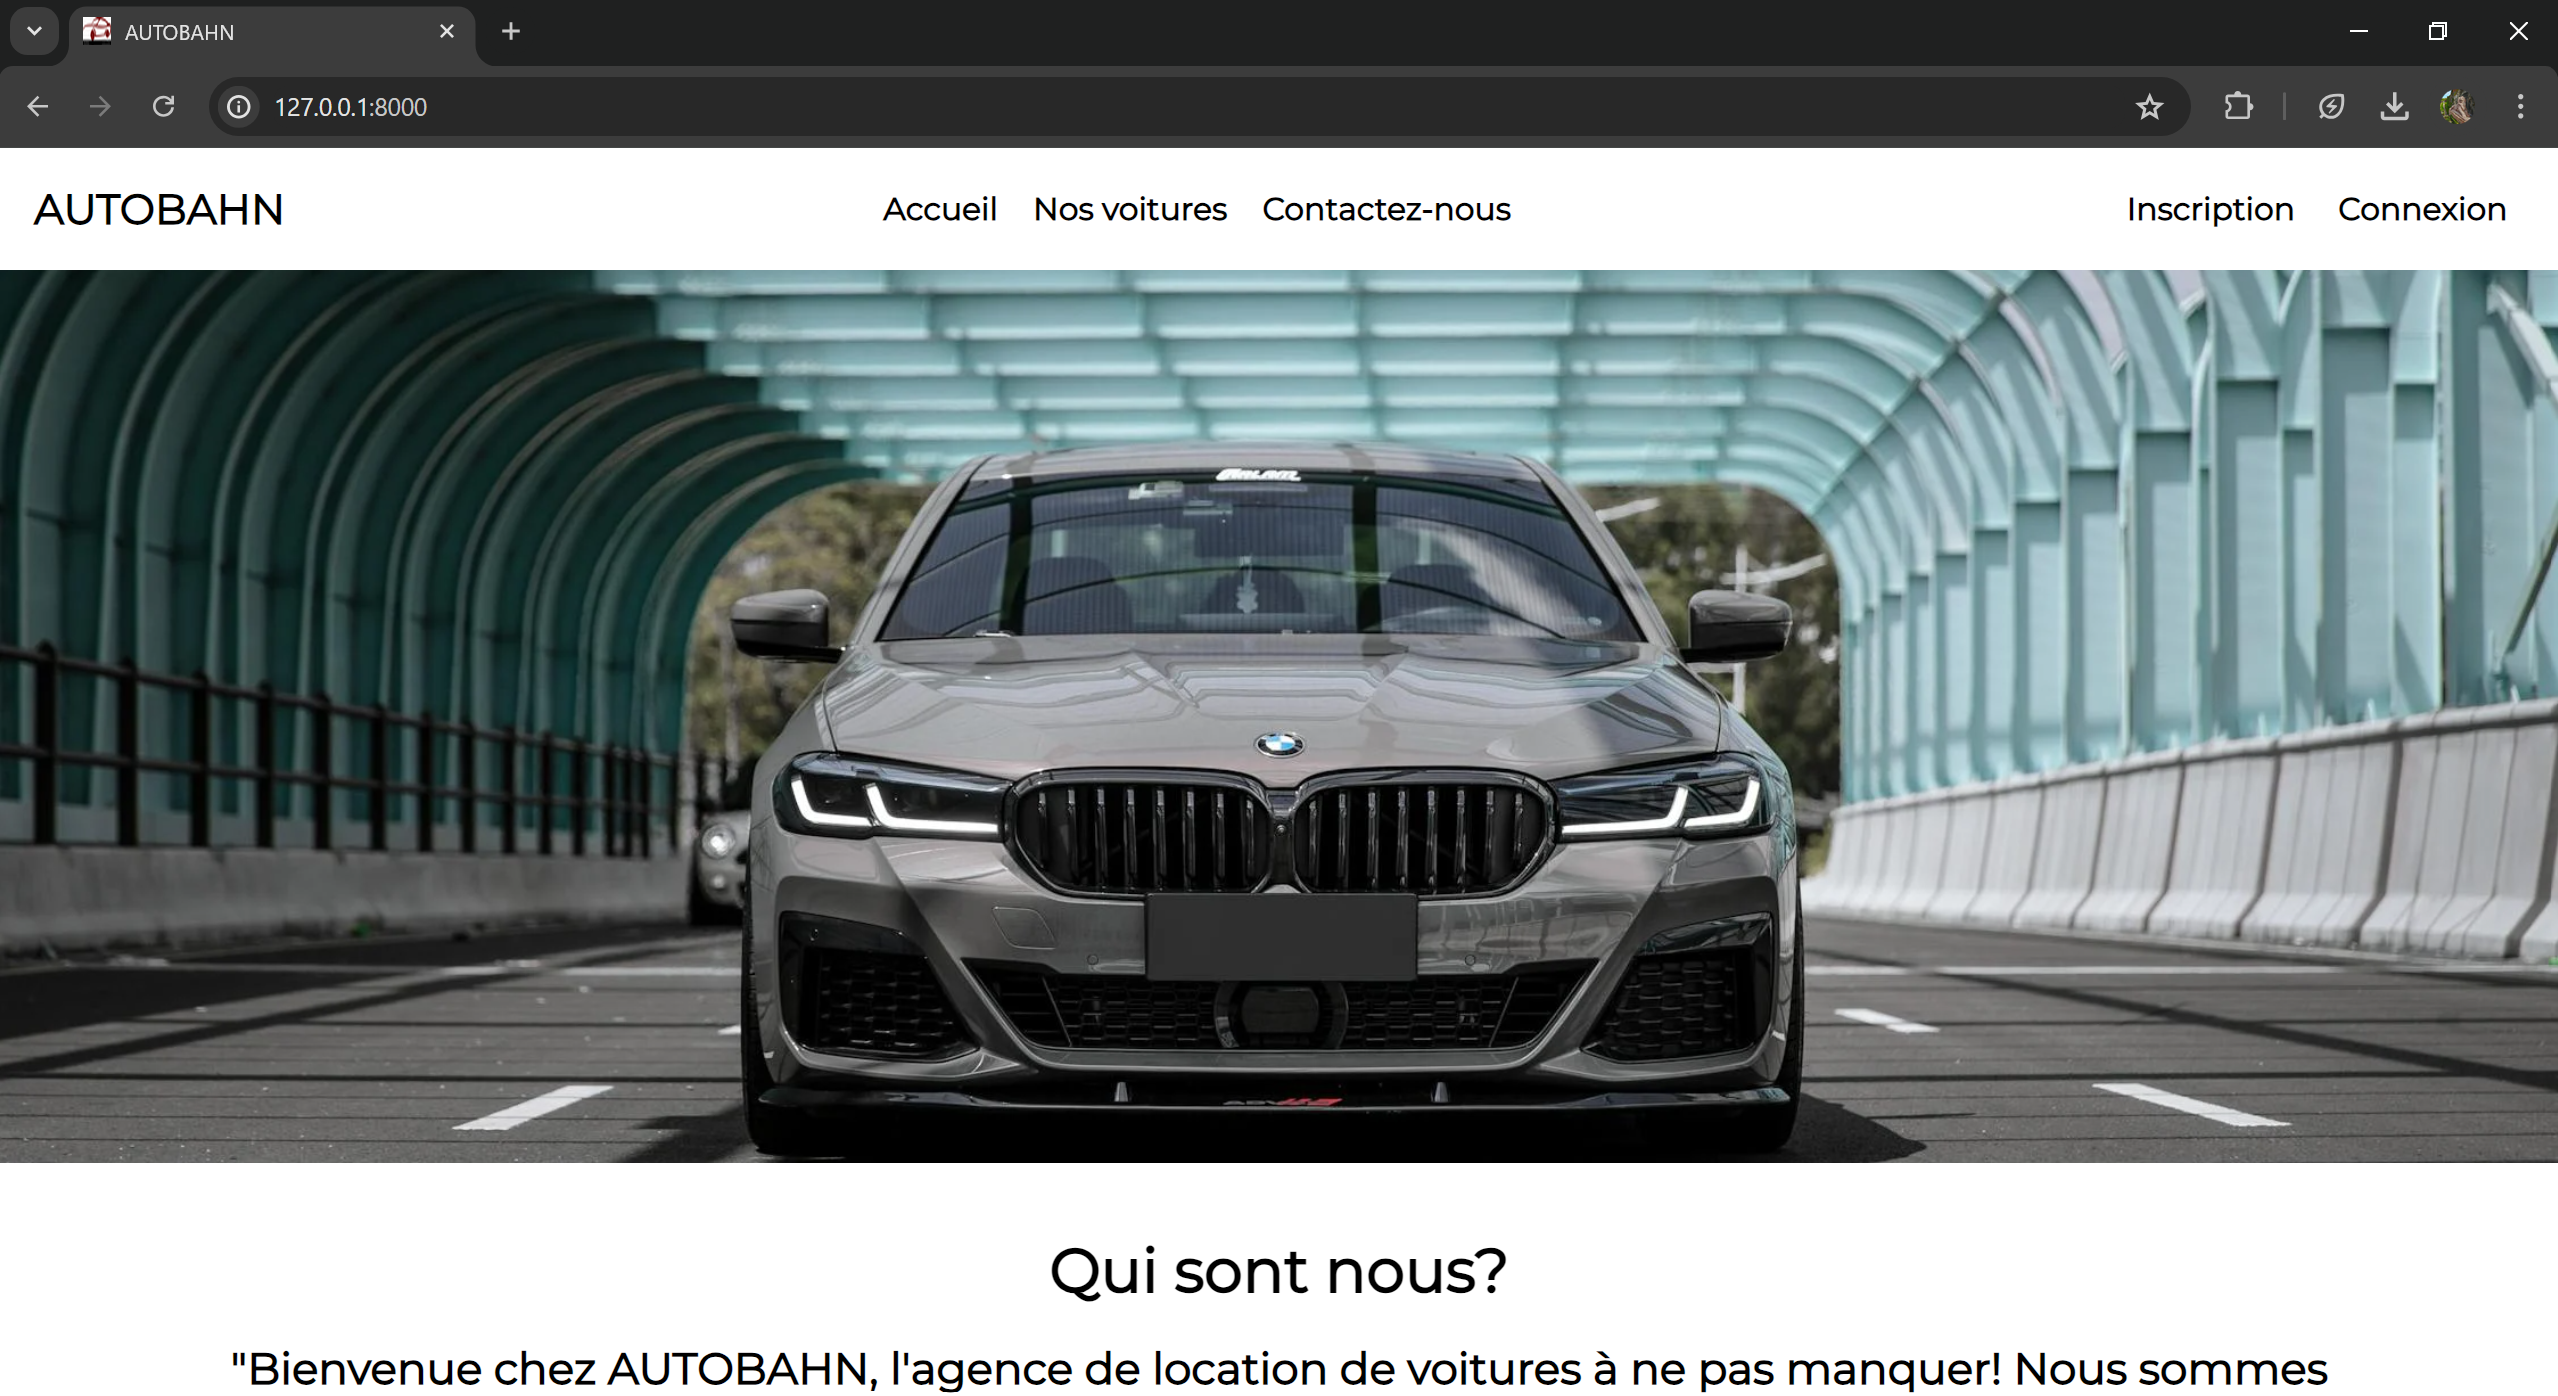 AUTOBAHN
127.0.0.1:8000
AUTOBAHN
Accueil Nos voitures Contactez-nous
Inscription Connexion
Qui sont nous?
"Bienvenue chez AUTOBAHN, l'agence de location de voitures à ne pas manquer! Nous sommes